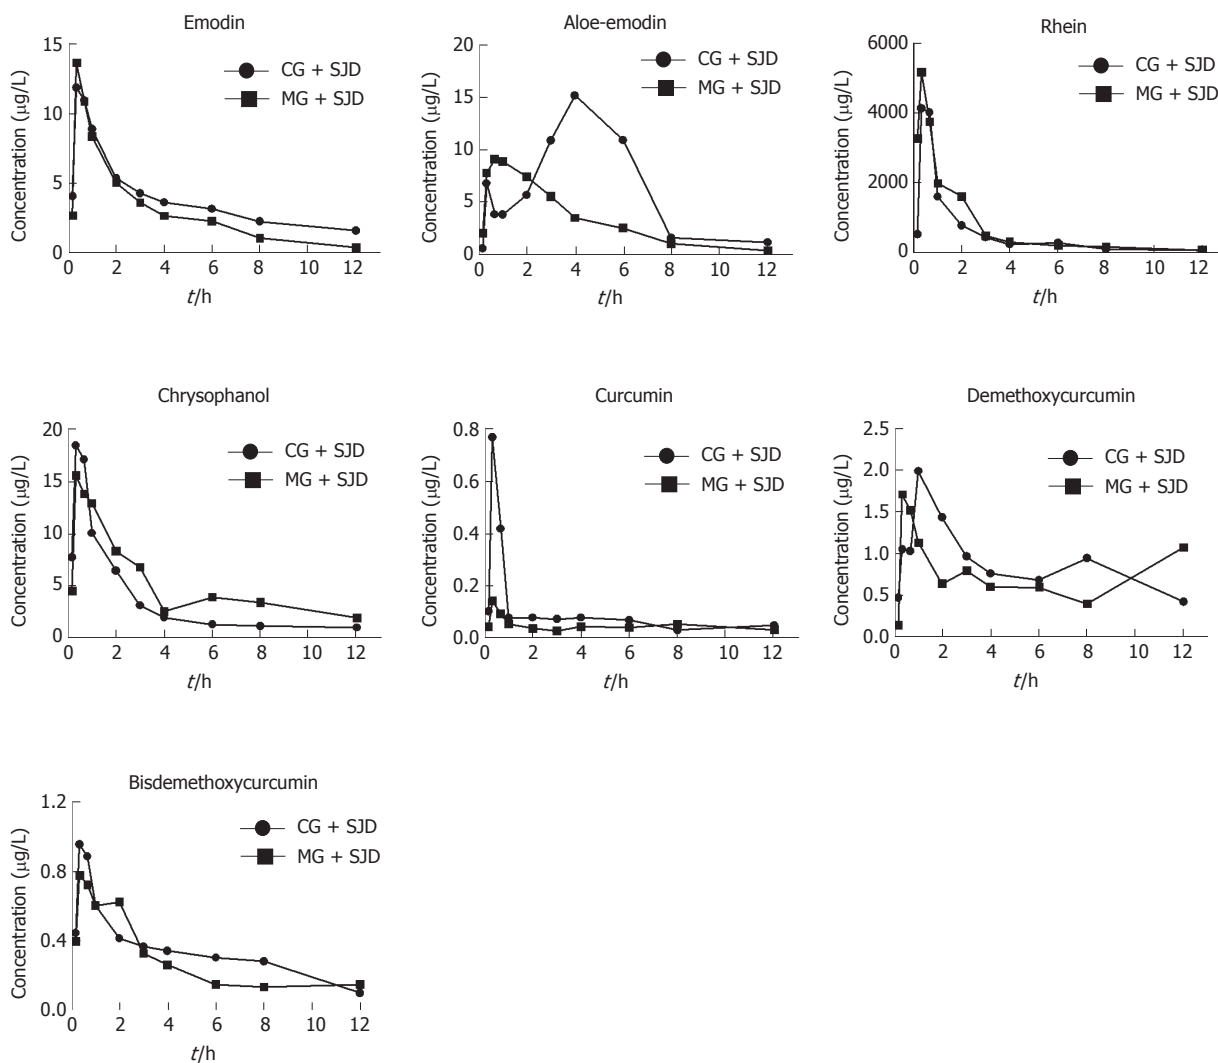 Emodin
15
10
5
0
Concentration (μg/L)
CG + SJD
MG + SJD
0 2 4 6 8 10 12
t/h
Aloe-emodin
20
15
10
5
0
Concentration (μg/L)
CG + SJD
MG + SJD
0 2 4 6 8 10 12
t/h
Rhein
6000
4000
2000
0
Concentration (μg/L)
CG + SJD
MG + SJD
0 2 4 6 8 10 12
t/h
Chrysophanol
20
15
10
5
0
Concentration (μg/L)
CG + SJD
MG + SJD
0 2 4 6 8 10 12
t/h
Curcumin
0.8
0.6
0.4
0.2
0.0
Concentration (μg/L)
CG + SJD
MG + SJD
0 2 4 6 8 10 12
t/h
Demethoxycurcumin
2.5
2.0
1.5
1.0
0.5
0.0
Concentration (μg/L)
CG + SJD
MG + SJD
0 2 4 6 8 10 12
t/h
Bisdemethoxycurcumin
1.2
0.8
0.4
0.0
Concentration (μg/L)
CG + SJD
MG + SJD
0 2 4 6 8 10 12
t/h